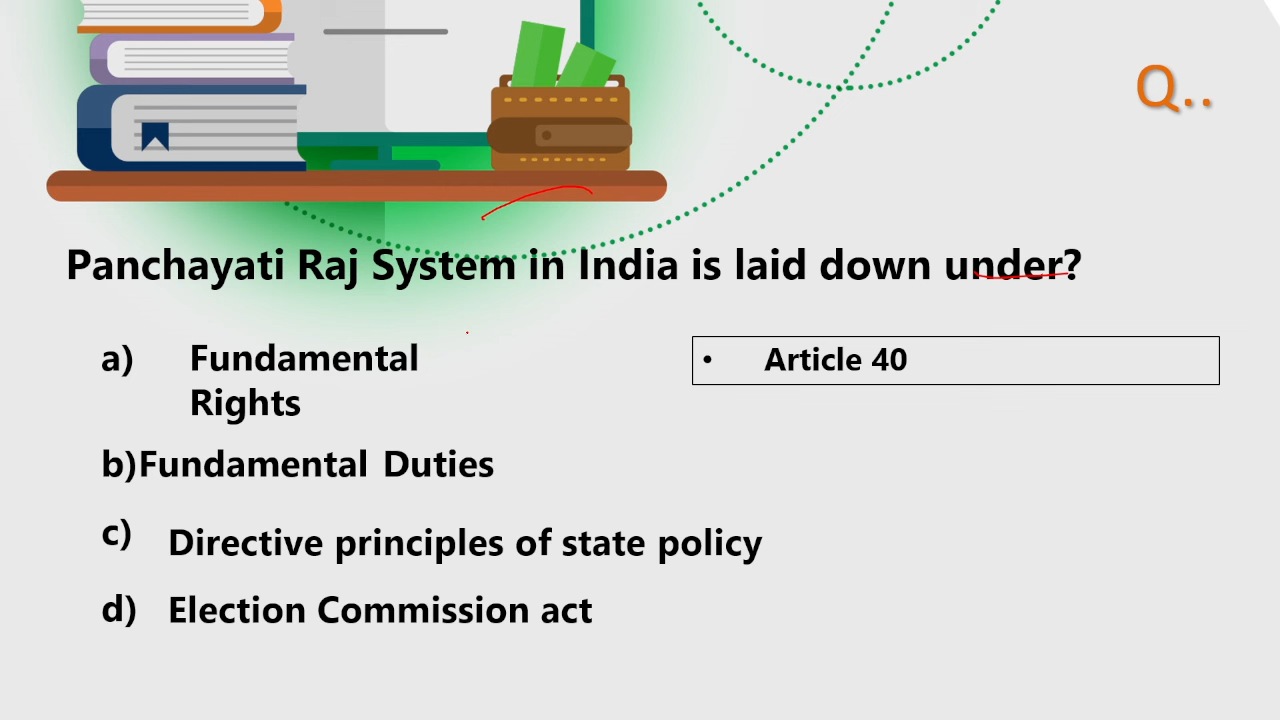 Q..
Panchayati Raj System in India is laid down under?
a) Fundamental
Rights
• Article 40
b)Fundamental Duties
c) Directive principles of state policy
d) Election Commission act